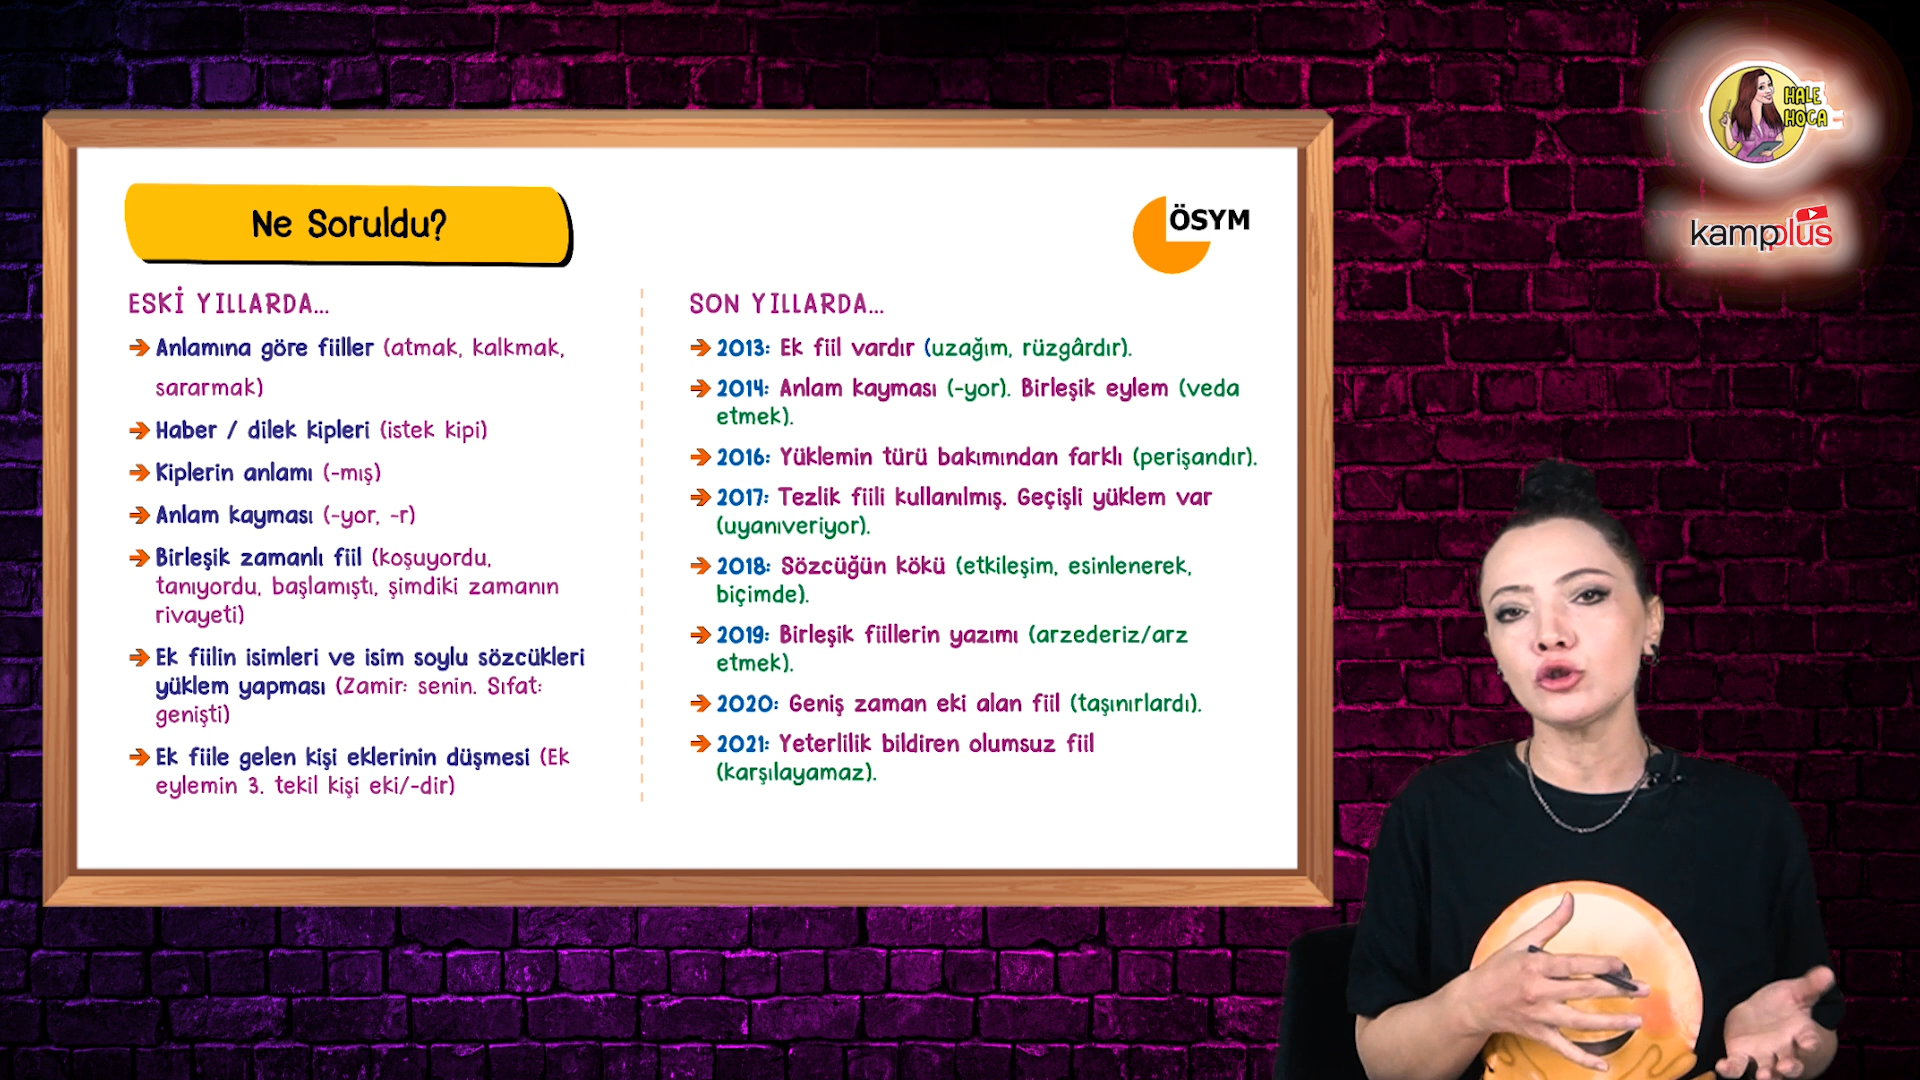 HALE
HOCA
kampplus
Ne Soruldu?
ÖSYM
ESKİ YILLARDA...
Anlamına göre fiiller (atmak, kalkmak,
sararmak)
Haber / dilek kipleri (istek kipi)
Kiplerin anlamı (-mış)
Anlam kayması (-yor, -r)
Birleşik zamanlı fiil (koşuyordu,
tanıyordu, başlamıştı, şimdiki zamanın
rivayeti)
Ek fiilin isimleri ve isim soylu sözcükleri
yüklem yapması (Zamir: senin. Sıfat:
genişti)
Ek fiile gelen kişi eklerinin düşmesi (Ek
eylemin 3. tekil kişi eki/-dir)
SON YILLARDA...
2013: Ek fiil vardır (uzağım, rüzgârdır).
2014: Anlam kayması (-yor). Birleşik eylem (veda
etmek).
2016: Yüklemin türü bakımından farklı (perişandır).
2017: Tezlik fiili kullanılmış. Geçişli yüklem var
(uyanıveriyor).
2018: Sözcüğün kökü (etkileşim, esinlenerek,
biçimde).
2019: Birleşik fiillerin yazımı (arzederiz/arz
etmek).
2020: Geniş zaman eki alan fiil (taşınırlardı).
2021: Yeterlilik bildiren olumsuz fiil
(karşılayamaz).